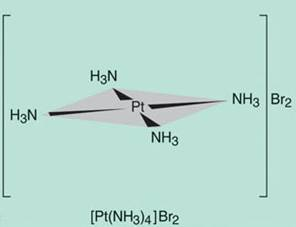 H₃N
Pt
H₃N
NH₃
Br₂
NH₃
[Pt(NH₃)₄]Br₂